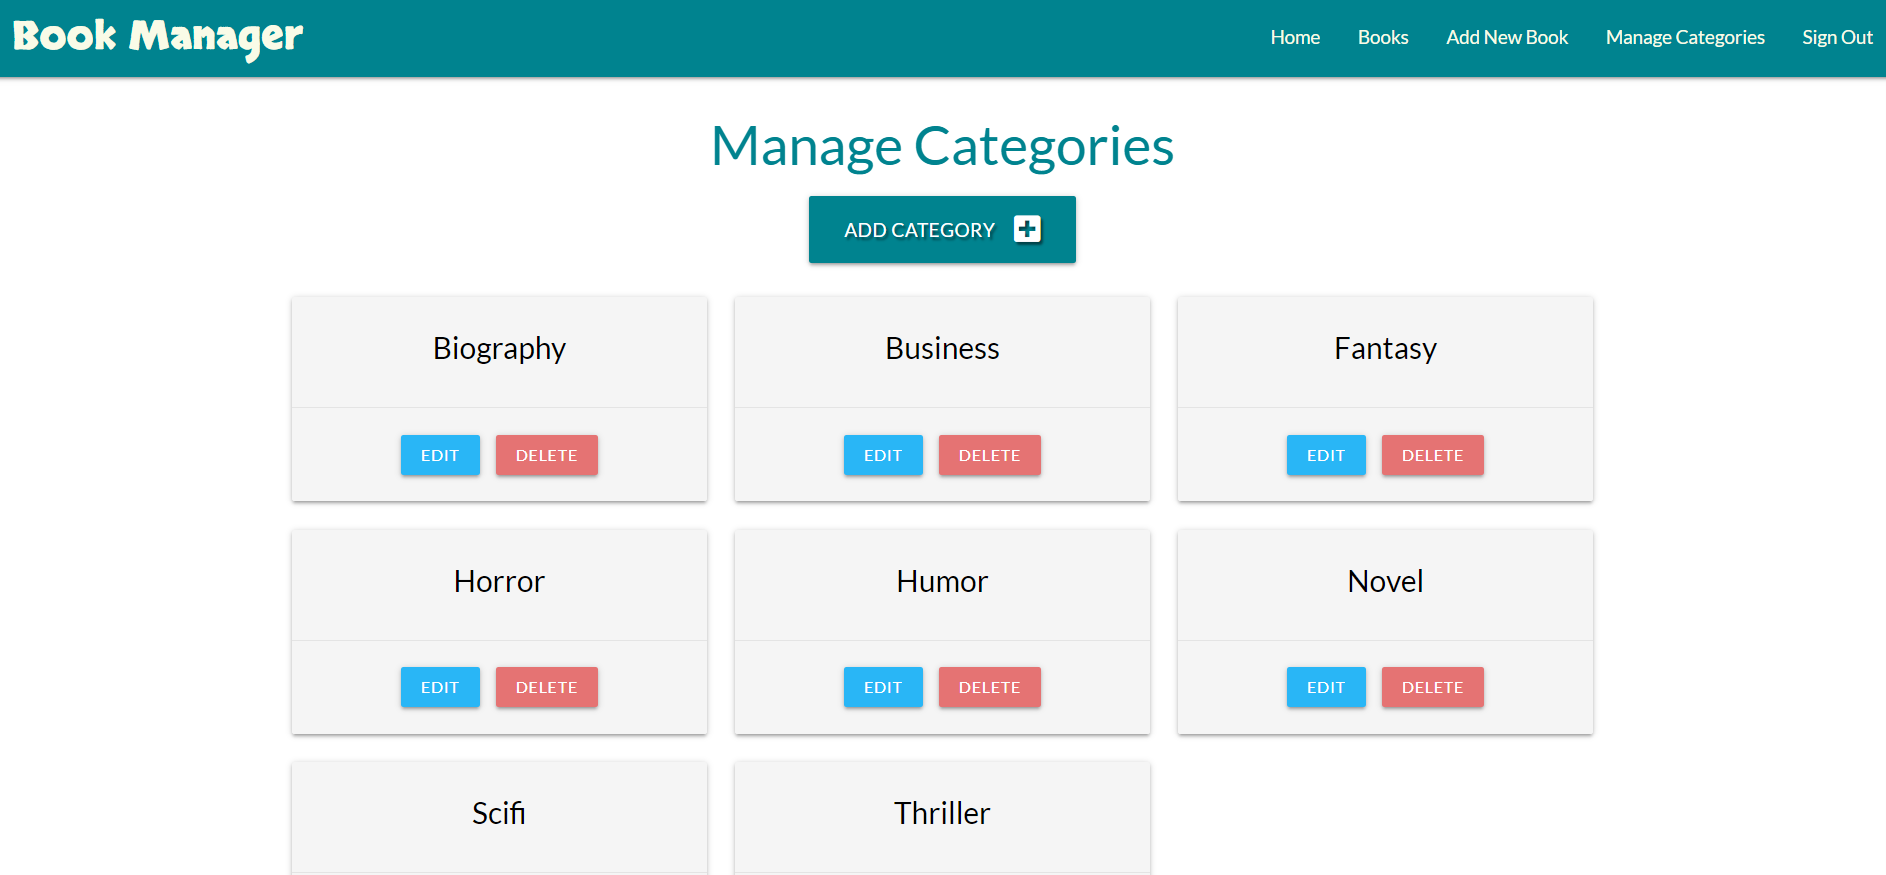 Book Manager
Home Books Add New Book Manage Categories Sign Out
Manage Categories
ADD CATEGORY
Biography Business Fantasy
EDIT DELETE EDIT DELETE EDIT DELETE
Horror Humor Novel
EDIT DELETE EDIT DELETE EDIT DELETE
Scifi Thriller